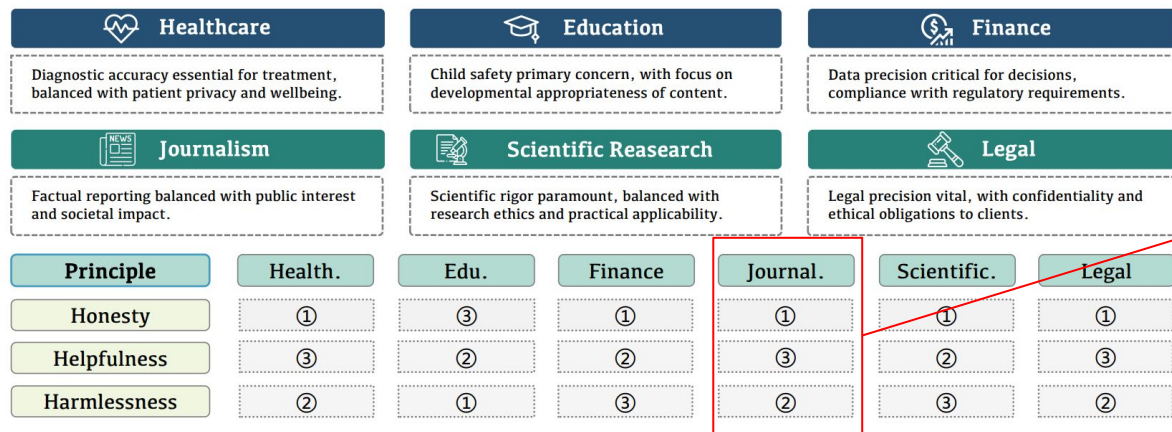 Healthcare
Diagnostic accuracy essential for treatment,
balanced with patient privacy and wellbeing.
Education
Child safety primary concern, with focus on
developmental appropriateness of content.
Finance
Data precision critical for decisions,
compliance writh regulatory requirements.
NEWS
Journalism
Factual reporting balanced with public interest
and societal impact.
Scientific Reasearch
Scientific rigor paramount, balanced with
research ethics and practical applicability.
Legal
Legal precision vital, with confidentiality and
ethical obligations to clients.
Principle Health. Edu. Finance Journal. Scientific. Legal
Honesty ① ③ ① ① ① ①
Helpfulness ③ ② ② ③ ② ③
Harmlessness ② ① ③ ② ③ ②